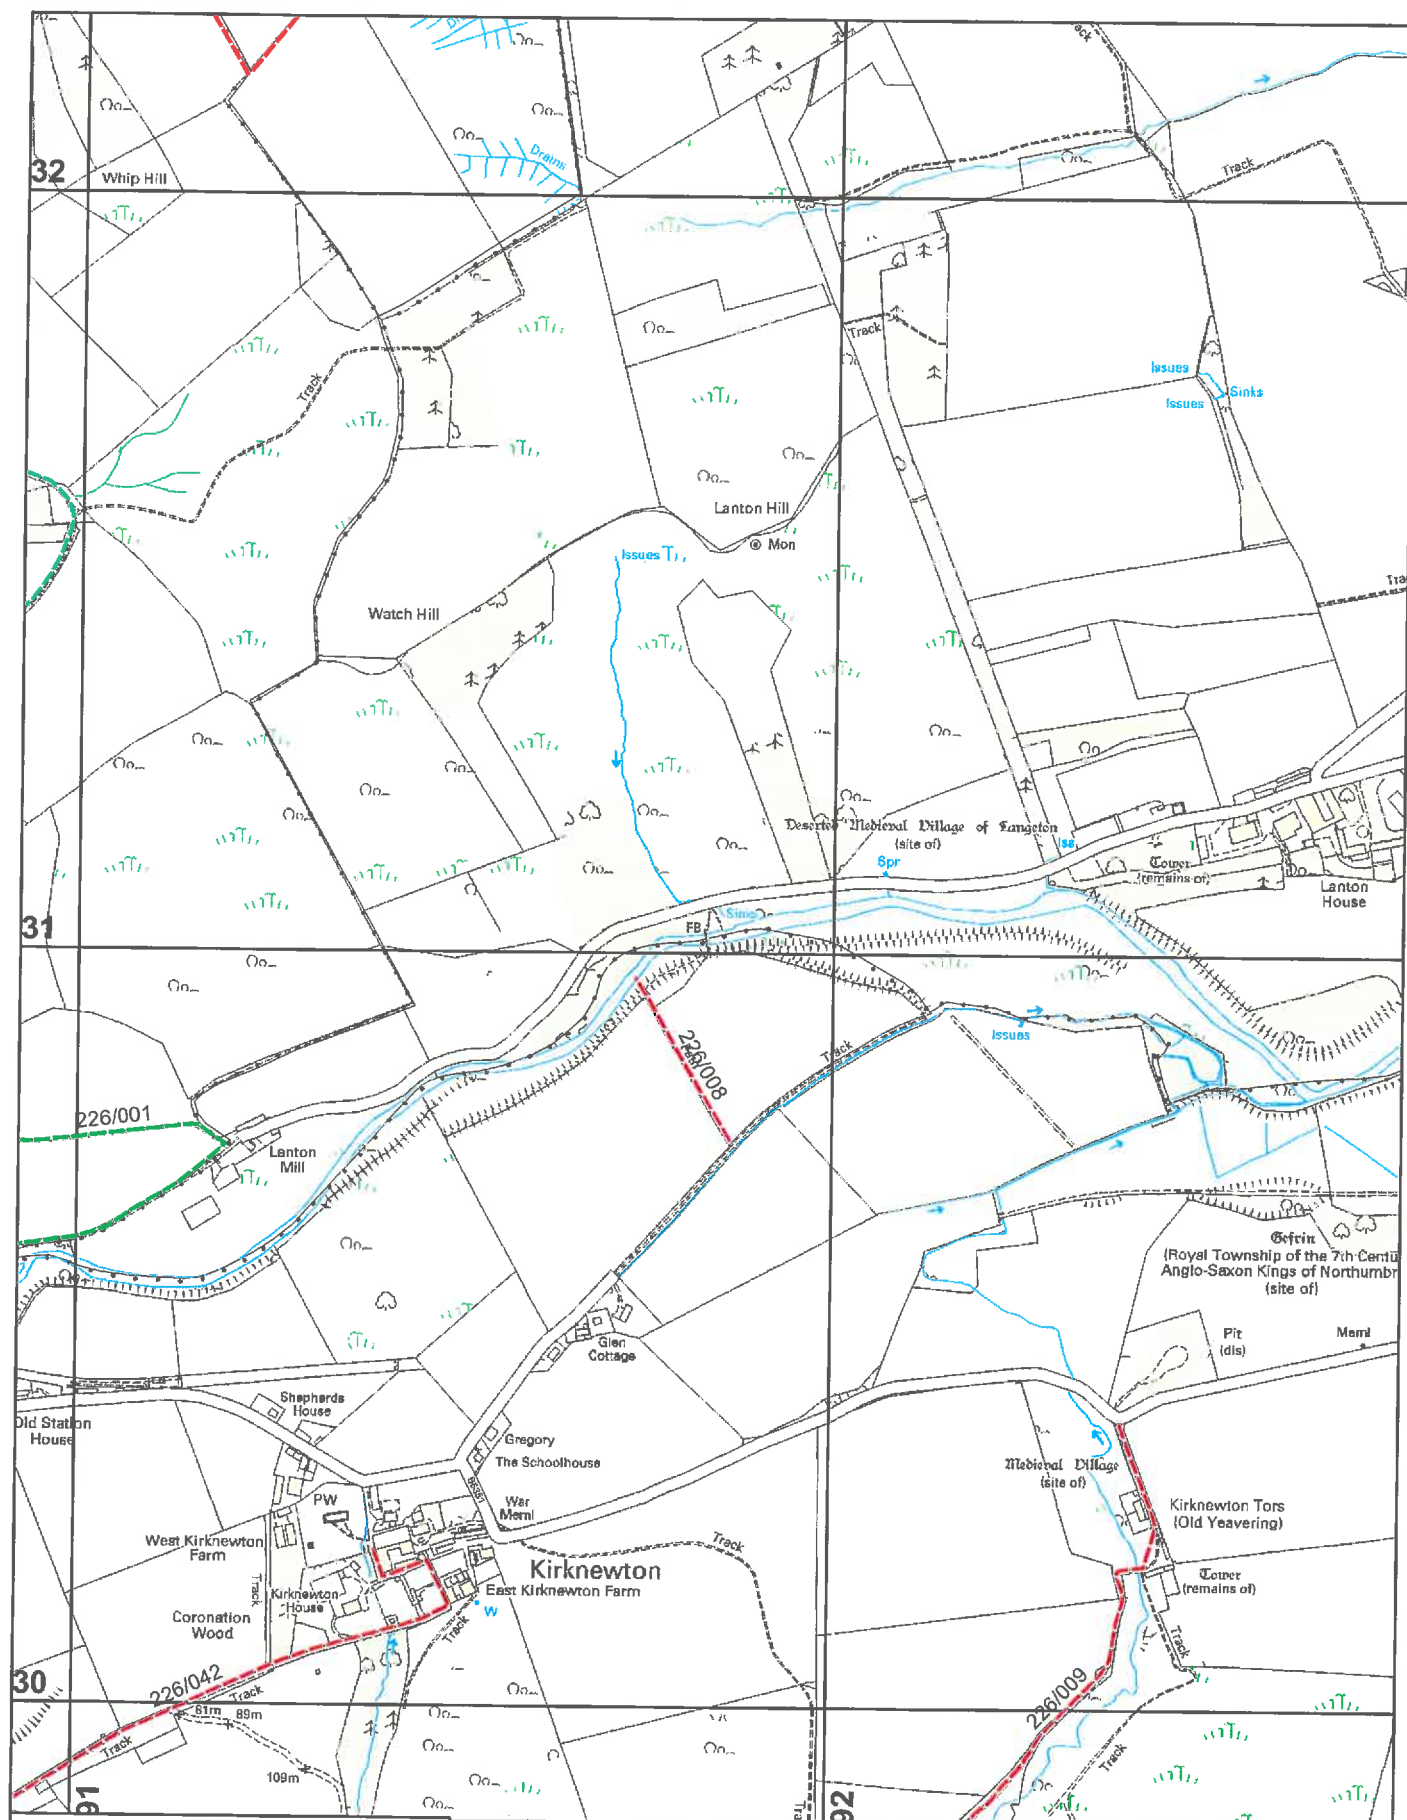 Track
32
Whip Hill
Drains
Track
Track
Issues
Issues
Sinks
Track
Lanton Hill
Mon
Issues
Watch Hill
Deserted Medieval Village of Langeton
(site of)
Spr
Iss
Tower
(remains of)
Lanton
House
31
FB
Issues
226/008
Track
226/001
Lanton
Mill
Gefrin
(Royal Township of the 7th Centu
Anglo-Saxon Kings of Northumbr
(site of)
Glen
Cottage
Pit
(dis)
Meml
Shepherds
House
Old Station
House
Gregory
The Schoolhouse
B6351
Medieval Village
(site of)
PW
War
Meml
Kirknewton Tors
(Old Yeavering)
West Kirknewton
Farm
Track
Kirknewton
East Kirknewton Farm
Track
Kirknewton
House
W
Tower
(remains of)
Coronation
Wood
Track
Track
30
226/042
Track
81m
89m
Track
109m
226/009
Track
91
92